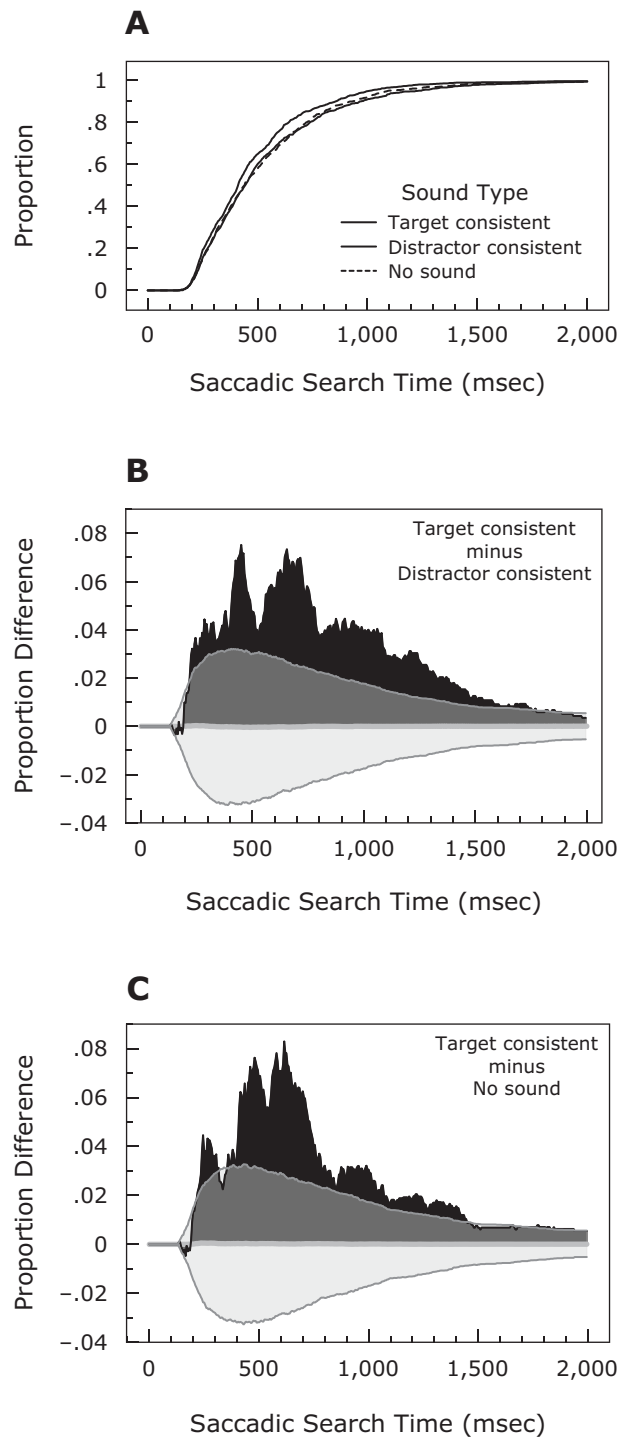 A
Proportion
1
.8
.6
.4
.2
0
Sound Type
Target consistent
Distractor consistent
No sound
0 500 1,000 1,500 2,000
Saccadic Search Time (msec)
B
Proportion Difference
.08
.06
.04
.02
0
–.02
–.04
Target consistent
minus
Distractor consistent
0 500 1,000 1,500 2,000
Saccadic Search Time (msec)
C
Proportion Difference
.08
.06
.04
.02
0
–.02
–.04
Target consistent
minus
No sound
0 500 1,000 1,500 2,000
Saccadic Search Time (msec)